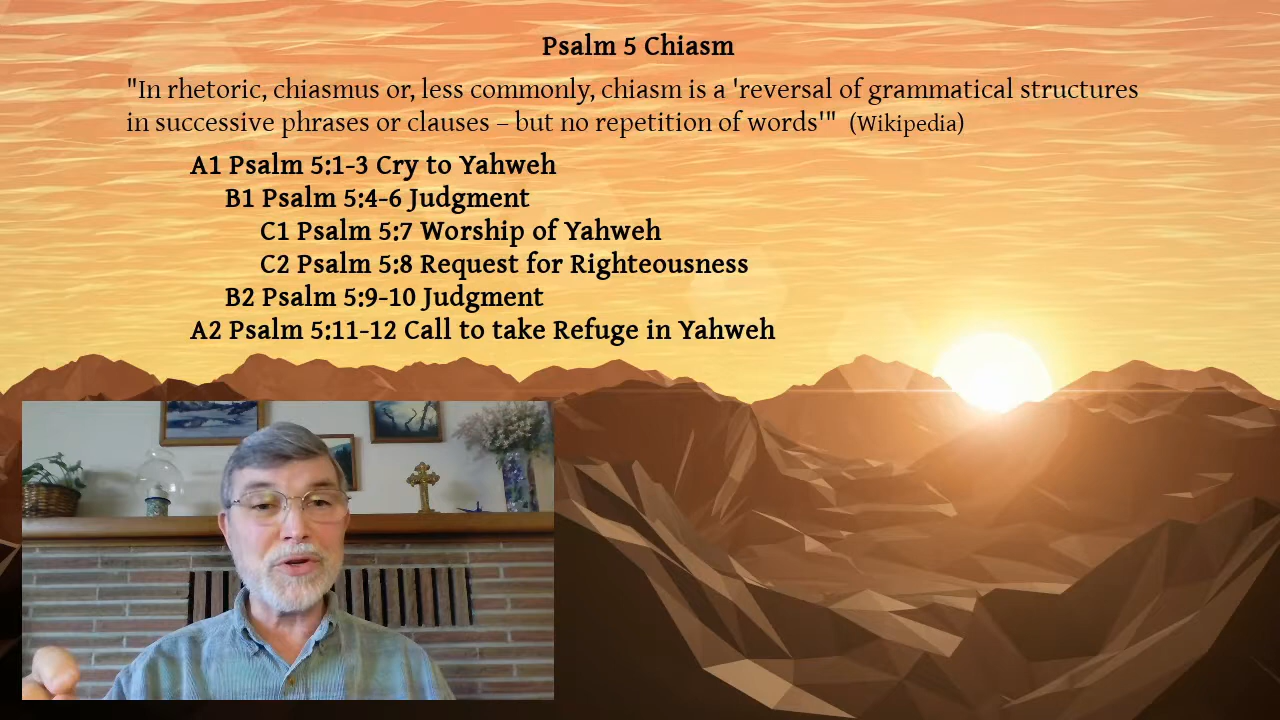 Psalm 5 Chiasm
"In rhetoric, chiasmus or, less commonly, chiasm is a 'reversal of grammatical structures
in successive phrases or clauses – but no repetition of words'" (Wikipedia)
A1 Psalm 5:1-3 Cry to Yahweh
B1 Psalm 5:4-6 Judgment
C1 Psalm 5:7 Worship of Yahweh
C2 Psalm 5:8 Request for Righteousness
B2 Psalm 5:9-10 Judgment
A2 Psalm 5:11-12 Call to take Refuge in Yahweh